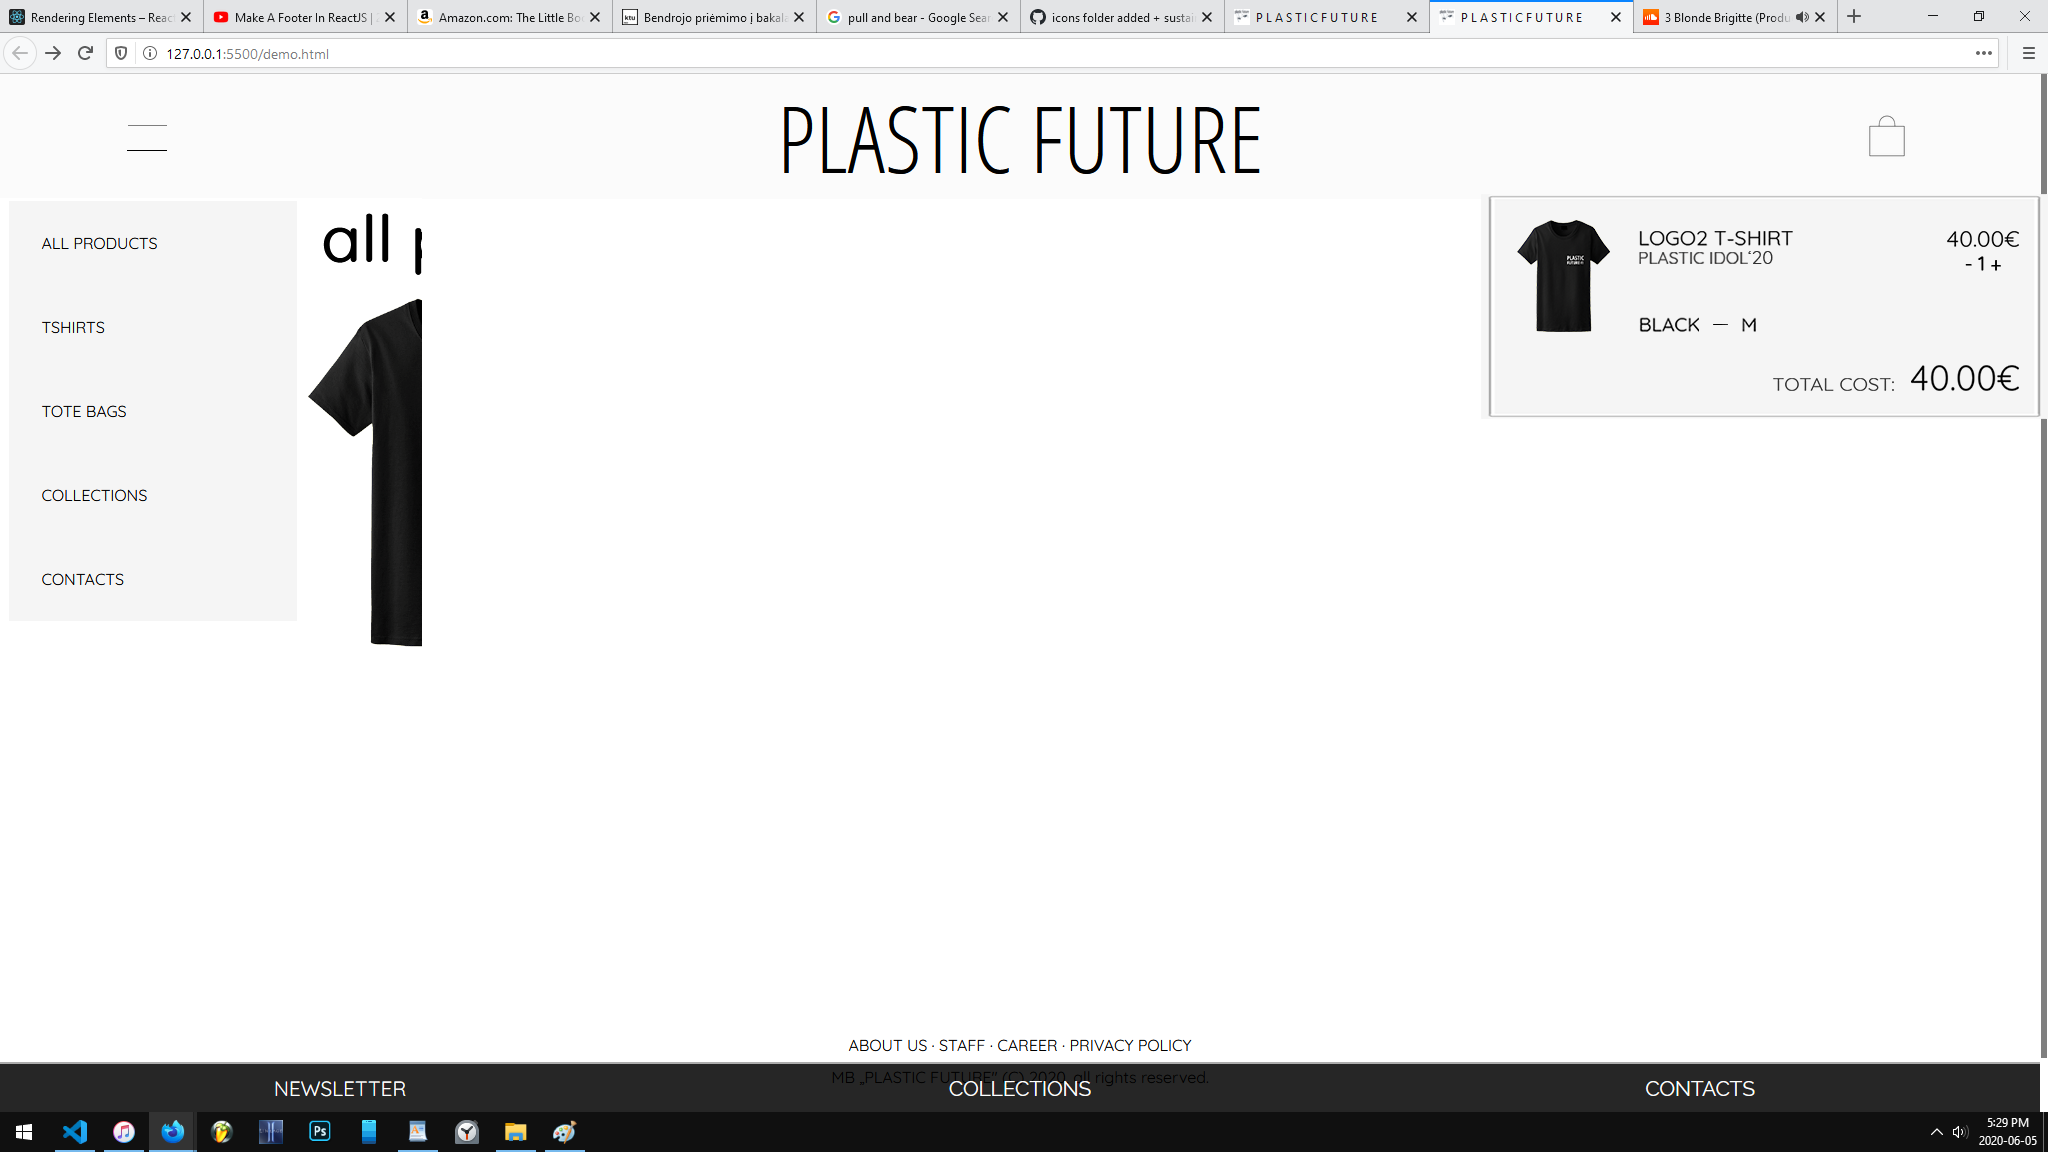 Rendering Elements – Reac
Make A Footer In ReactJS |
Amazon.com: The Little Bo
ktu
Bendrojo priėmimo į bakala
pull and bear - Google Sear
icons folder added + sustai
P L A S T I C F U T U R E
P L A S T I C F U T U R E
3 Blonde Brigitte (Produ
127.0.0.1:5500/demo.html
PLASTIC FUTURE
ALL PRODUCTS
TSHIRTS
TOTE BAGS
COLLECTIONS
CONTACTS
all p
PLASTIC
LOGO2 T-SHIRT
40.00€
PLASTIC IDOL‘20
- 1 +
BLACK — M
TOTAL COST: 40.00€
ABOUT US · STAFF · CAREER · PRIVACY POLICY
MB „PLASTIC FUTURE" (C) 2020, all rights reserved.
NEWSLETTER
COLLECTIONS
CONTACTS
Ps
5:29 PM
2020-06-05